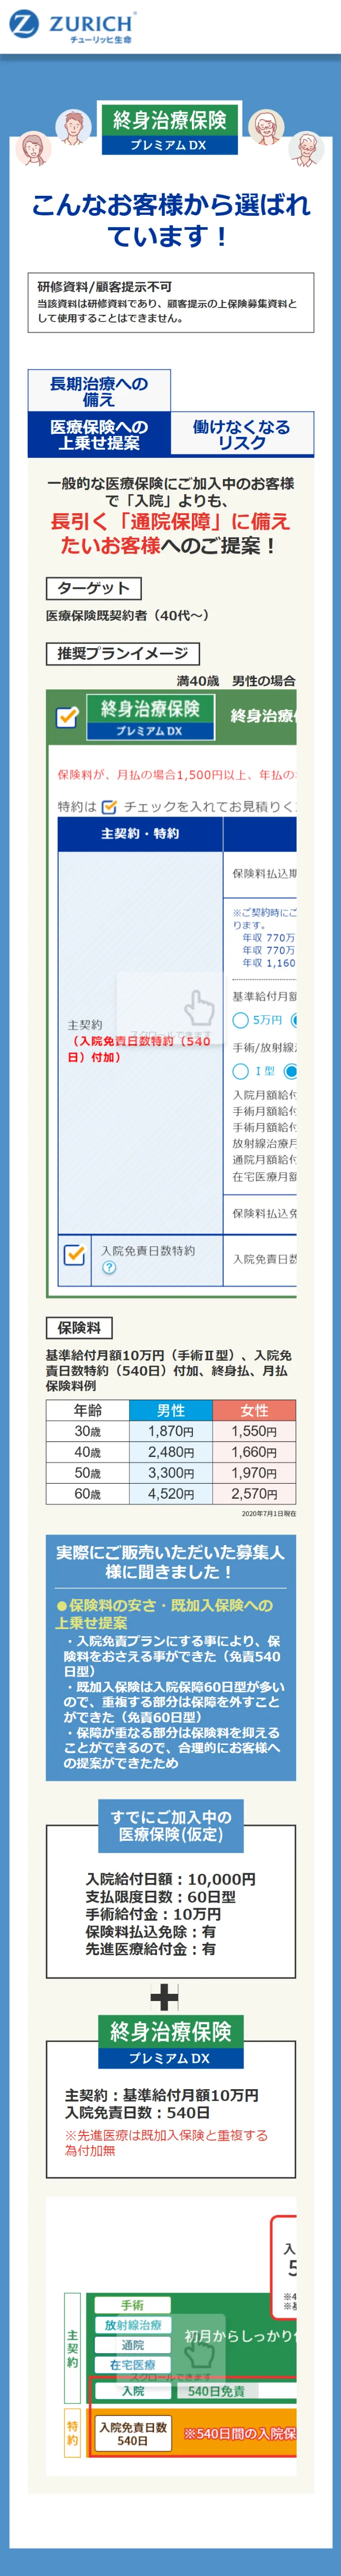 ZURICH
チューリッヒ生命
終身治療保険
プレミアム DX
こんなお客様から選ばれ
ています！
研修資料/顧客提示不可
当該資料は研修資料であり、顧客提示の上保険募集資料と
して使用することはできません。
長期治療への
備え
医療保険への
上乗せ提案
働けなくなる
リスク
一般的な医療保険にご加入中のお客様
で「入院」よりも、
長引く「通院保障」に備え
たいお客様へのご提案！
ターゲット
医療保険既契約者（40代～）
推奨プランイメージ
満40歳　男性の場合
終身治療保険
プレミアム DX
終身治療
保険料が、月払の場合1,500円以上、年払の
特約は チェックを入れてお見積りく
主契約・特約
保険料払込期
※ご契約時にご
ります。
年収 770万
年収 770万
年収 1,160
基準給付月額
5万円
手術/放射線
Ⅰ型
主契約
（入院免責日数特約（540
日）付加）
スクロールできます
入院月額給付
手術月額給付
手術月額給付
放射線治療月
通院月額給付
在宅医療月額
保険料払込免
入院免責日数特約
?
入院免責日数
保険料
基準給付月額10万円（手術Ⅱ型）、入院免
責日数特約（540日）付加、終身払、月払
保険料例
年齢 男性 女性
30歳 1,870円 1,550円
40歳 2,480円 1,660円
50歳 3,300円 1,970円
60歳 4,520円 2,570円
2020年7月1日現在
実際にご販売いただいた募集人
様に聞きました！
●保険料の安さ・既加入保険への
上乗せ提案
・入院免責プランにする事により、保
険料をおさえる事ができた（免責540
日型）
・既加入保険は入院保障60日型が多い
ので、重複する部分は保障を外すこと
ができた（免責60日型）
・保障が重なる部分は保険料を抑える
ことができるので、合理的にお客様へ
の提案ができたため
すでにご加入中の
医療保険(仮定)
入院給付日額：10,000円
支払限度日数：60日型
手術給付金：10万円
保険料払込免除：有
先進医療給付金：有
終身治療保険
プレミアム DX
主契約：基準給付月額10万円
入院免責日数：540日
※先進医療は既加入保険と重複する
為付加無
入
5
※4
主契約
手術
放射線治療
通院
在宅医療
初月からしっかり
スクロールできます
入院
540日免責
特約
入院免責日数
540日
※540日間の入院保